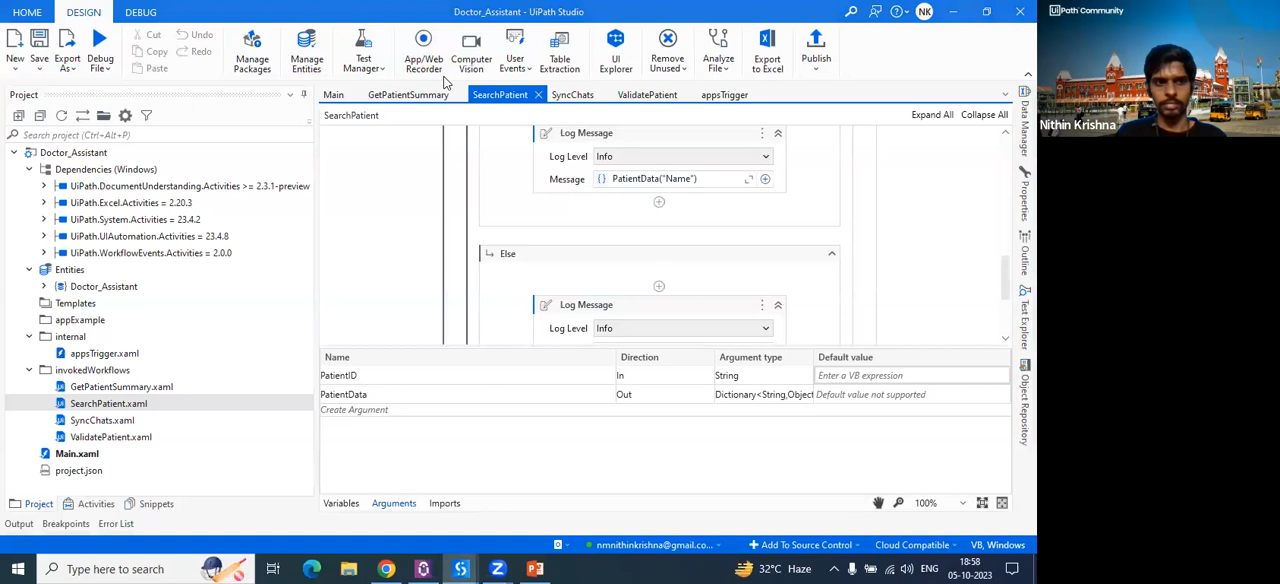 HOME DESIGN DEBUG
Doctor_Assistant - UiPath Studio
NK
New Save Export As Debug File
Cut Copy Paste Undo Redo
Manage Packages Manage Entities Test Manager App/Web Recorder Computer Vision User Events Table Extraction UI Explorer Remove Unused Analyze File Export to Excel Publish
Project
Search project (Ctrl+Alt+F)
Doctor_Assistant
Dependencies (Windows)
UiPath.DocumentUnderstanding.Activities >= 2.3.1-preview
UiPath.Excel.Activities = 2.20.3
UiPath.System.Activities = 23.4.2
UiPath.UIAutomation.Activities = 23.4.8
UiPath.WorkflowEvents.Activities = 2.0.0
Entities
Doctor_Assistant
Templates
appExample
internal
appsTrigger.xaml
invokedWorkflows
GetPatientSummary.xaml
SearchPatient.xaml
SyncChats.xaml
ValidatePatient.xaml
Main.xaml
project.json
Project Activities Snippets
Output Breakpoints Error List
Main GetPatientSummary SearchPatient SyncChats ValidatePatient appsTrigger
SearchPatient Expand All Collapse All
Log Message
Log Level Info
Message PatientData("Name")
Else
Log Message
Log Level Info
Name Direction Argument type Default value
PatientID In String Enter a VB expression
PatientData Out Dictionary<String,Object Default value not supported
Create Argument
Variables Arguments Imports 100%
Data Manager
Properties
Outline
Test Explorer
Object Repository
0 nmnithinkrishna@gmail.co... Add To Source Control Cloud Compatible VB, Windows
Type here to search
32°C Haze
ENG
18:58
05-10-2023
UiPath Community
Nithin Krishna